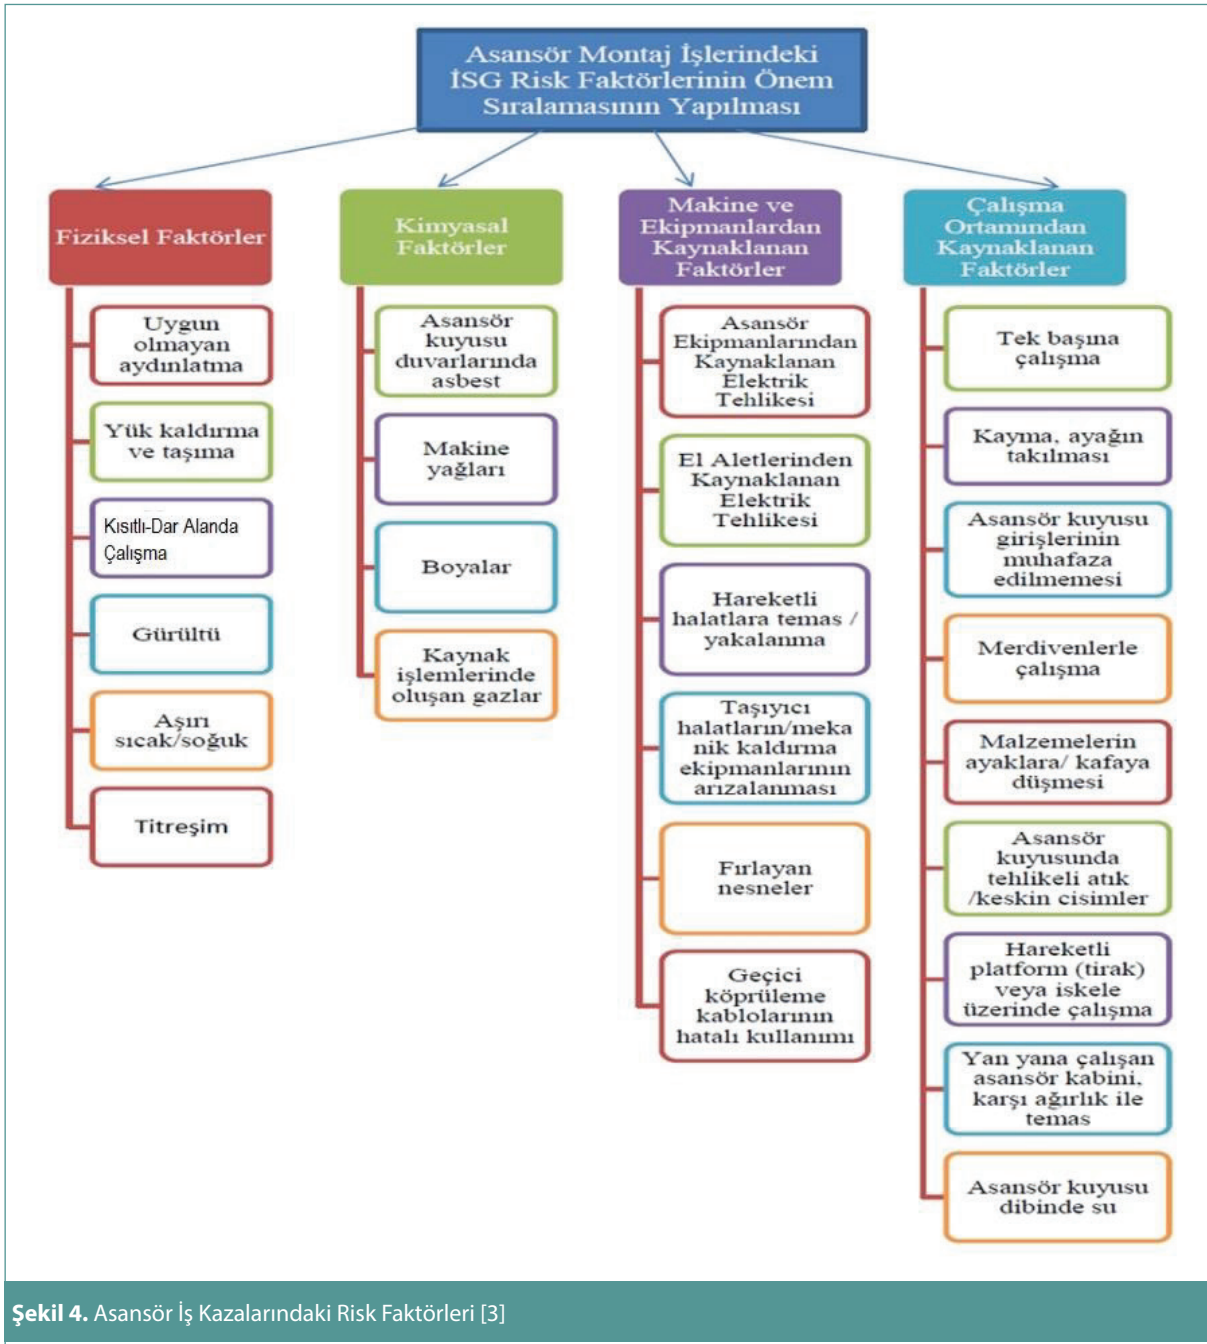 Asansör Montaj İşlerindeki
İSG Risk Faktörlerinin Önem
Sıralamasının Yapılması
Fiziksel Faktörler
Uygun
olmayan
aydınlatma
Yük kaldırma
ve taşıma
Kısıtlı-Dar Alanda
Çalışma
Gürültü
Aşırı
sıcak/soğuk
Titreşim
Kimyasal
Faktörler
Asansör
kuyusu
duvarlarında
asbest
Makine
yağları
Boyalar
Kaynak
işlemlerinde
oluşan gazlar
Makine ve
Ekipmanlardan
Kaynaklanan
Faktörler
Asansör
Ekipmanlarından
Kaynaklanan
Elektrik
Tehlikesi
El Aletlerinden
Kaynaklanan
Elektrik
Tehlikesi
Hareketli
halatlara temas /
yakalanma
Taşıyıcı
halatların/meka
nik kaldırma
ekipmanlarının
arızalanması
Fırlayan
nesneler
Geçici
köprüleme
kablolarının
hatalı kullanımı
Çalışma
Ortamından
Kaynaklanan
Faktörler
Tek başına
çalışma
Kayma, ayağın
takılması
Asansör kuyusu
girişlerinin
muhafaza
edilmemesi
Merdivenlerle
çalışma
Malzemelerin
ayaklara/ kafaya
düşmesi
Asansör
kuyusunda
tehlikeli atık
/keskin cisimler
Hareketli
platform (tirak)
veya iskele
üzerinde çalışma
Yan yana çalışan
asansör kabini,
karşı ağırlık ile
temas
Asansör kuyusu
dibinde su
Şekil 4. Asansör İş Kazalarındaki Risk Faktörleri [3]